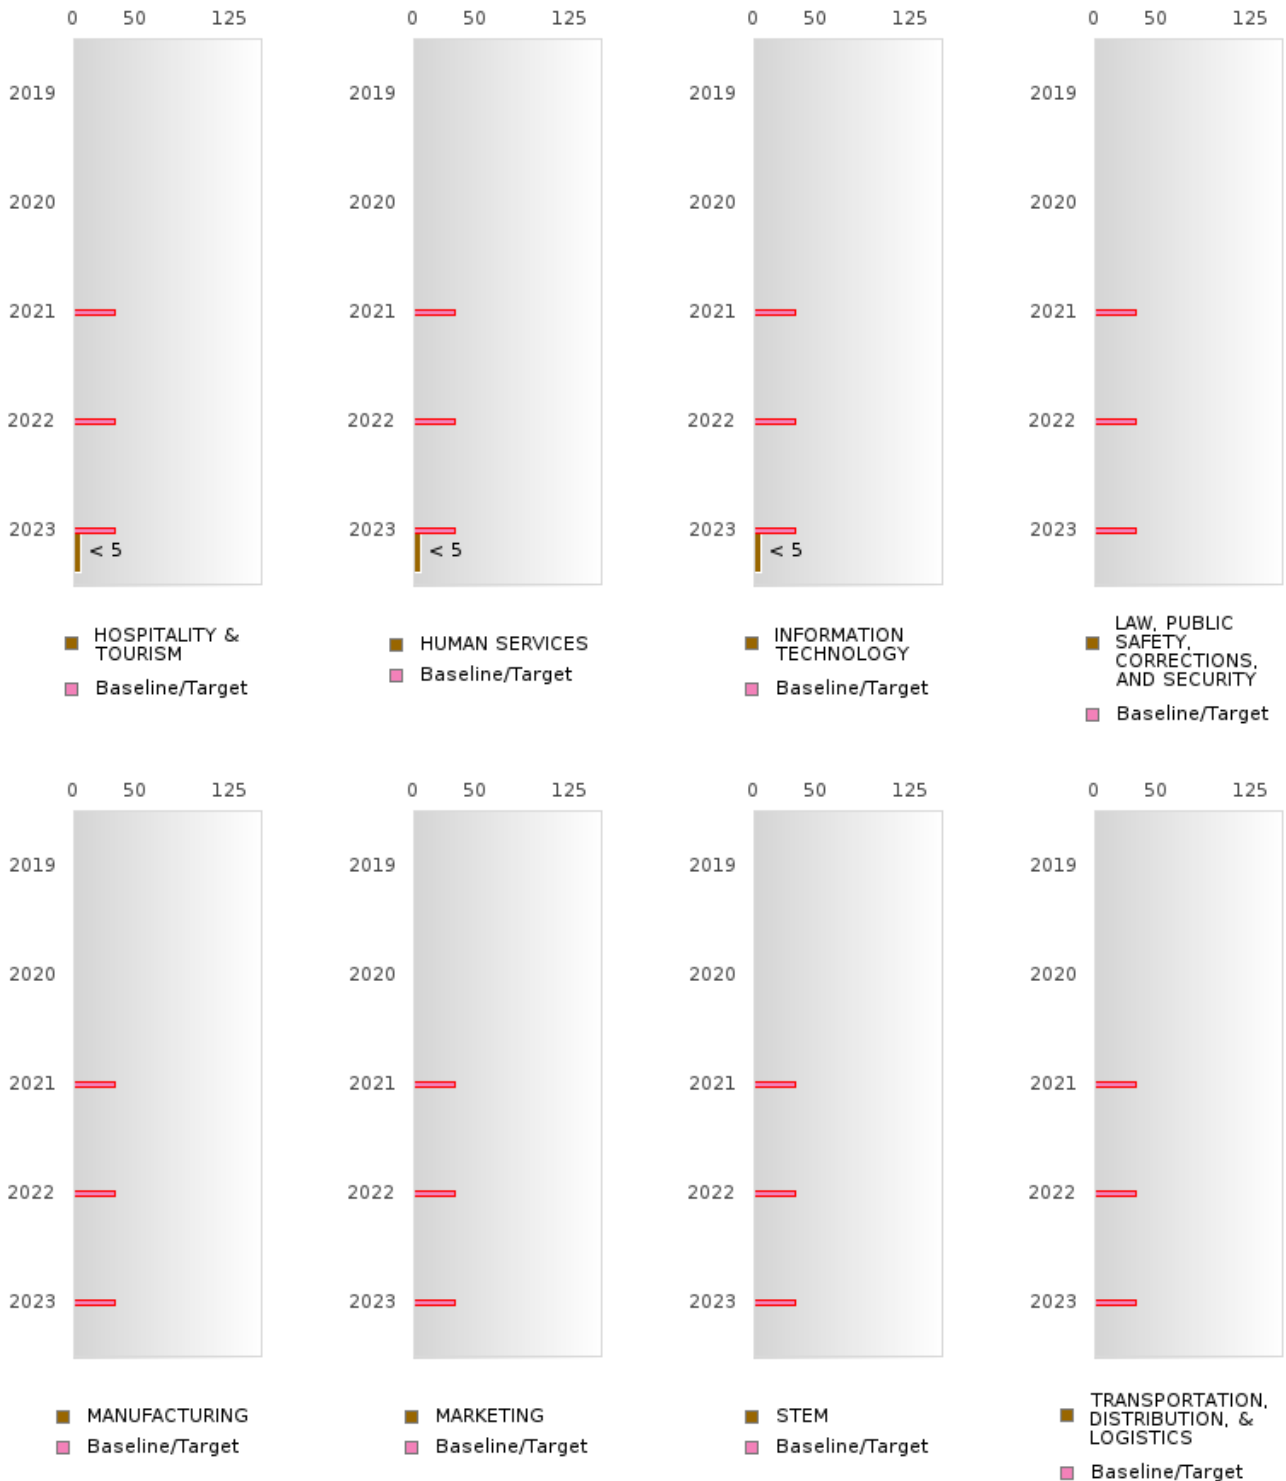 0 50 125 0 50 125 0 50 125 0 50 125
2019 2019 2019 2019
2020 2020 2020 2020
2021 2021 2021 2021
2022 2022 2022 2022
2023 2023 2023 2023
< 5 < 5 < 5
HOSPITALITY &
TOURISM
Baseline/Target
HUMAN SERVICES
Baseline/Target
INFORMATION
TECHNOLOGY
Baseline/Target
LAW, PUBLIC
SAFETY,
CORRECTIONS,
AND SECURITY
Baseline/Target
0 50 125 0 50 125 0 50 125 0 50 125
2019 2019 2019 2019
2020 2020 2020 2020
2021 2021 2021 2021
2022 2022 2022 2022
2023 2023 2023 2023
MANUFACTURING
Baseline/Target
MARKETING
Baseline/Target
STEM
Baseline/Target
TRANSPORTATION,
DISTRIBUTION, &
LOGISTICS
Baseline/Target